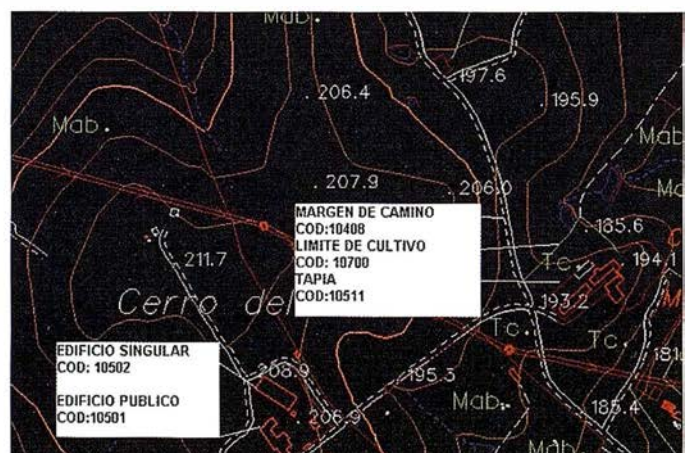 Mab.
197.6
206.4
195.9
Mab.
Mab
207.9
206.0
MARGEN DE CAMINO
COD:10408
LIMITE DE CULTIVO
COD: 10700
TAPIA
COD:10511
185.6
211.7
Tc.
194.1
Cerro del
193.2
Tc.
Tc.
EDIFICIO SINGULAR
COD: 10502
EDIFICIO PUBLICO
COD:10501
208.9
195.3
181.
Mab.
206.9
185.4
Mab.